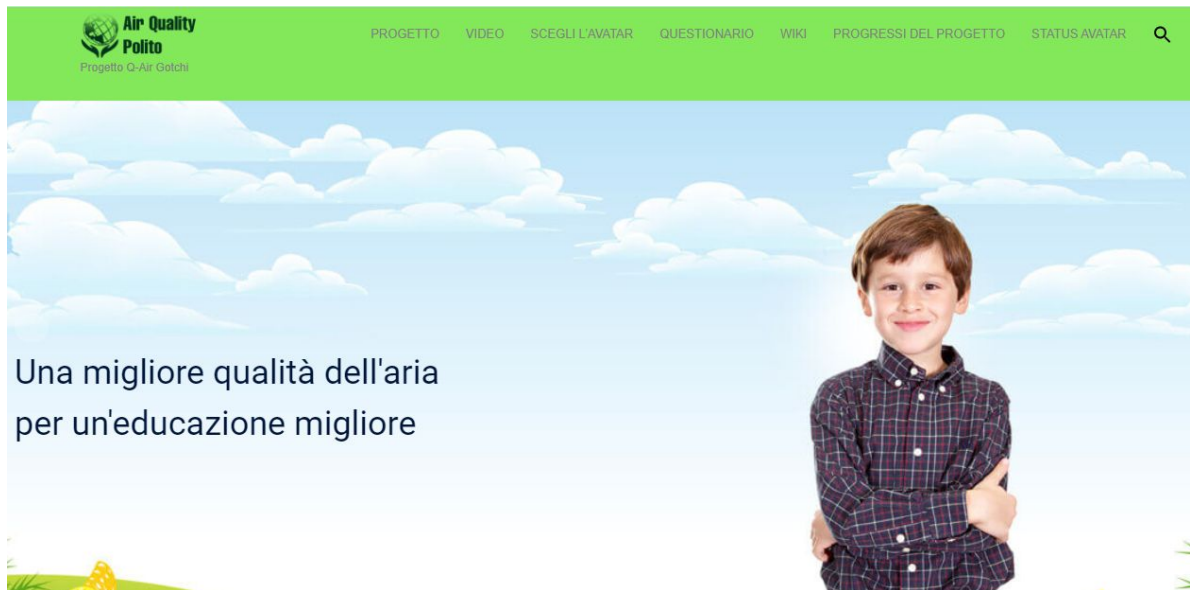 Air Quality
Polito
Progetto Q-Air Gotchi
PROGETTO VIDEO SCEGLI L'AVATAR QUESTIONARIO WIKI PROGRESSI DEL PROGETTO STATUS AVATAR
Una migliore qualità dell'aria
per un'educazione migliore